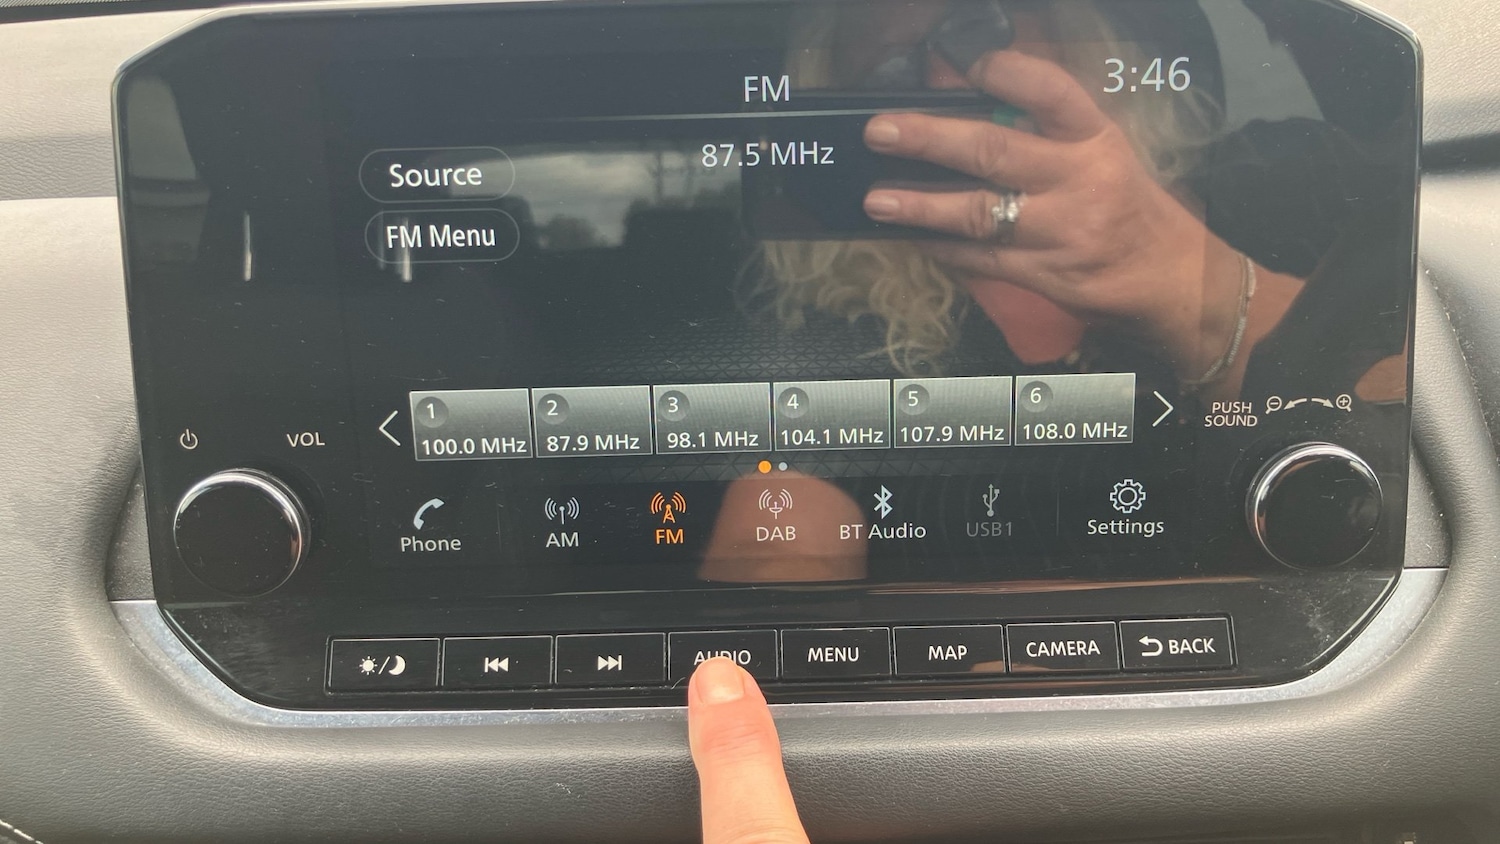 FM
3:46
87.5 MHz
Source
FM Menu
1
100.0 MHz
2
87.9 MHz
3
98.1 MHz
4
104.1 MHz
5
107.9 MHz
6
108.0 MHz
VOL
PUSH
SOUND
Phone
AM
FM
DAB
BT Audio
USB1
Settings
AUDIO
MENU
MAP
CAMERA
BACK